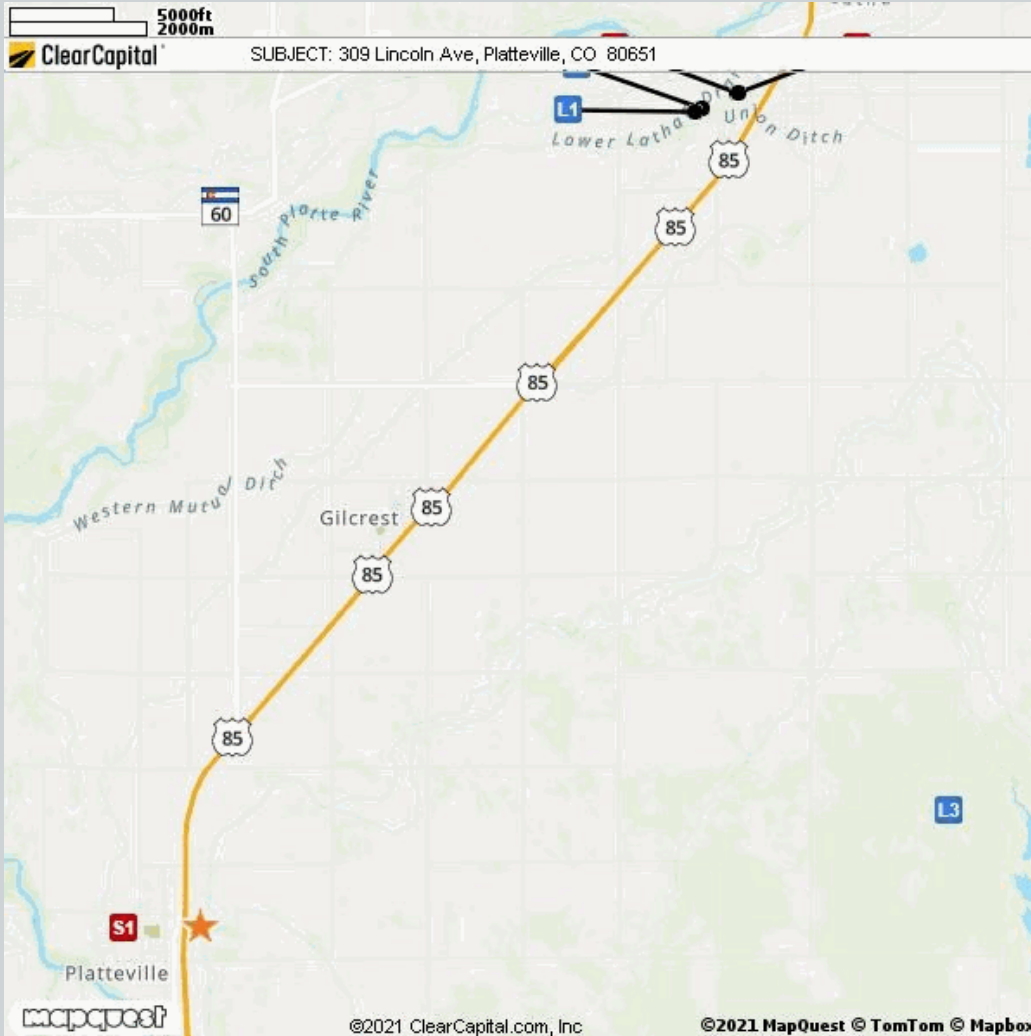 5000ft
2000m
ClearCapital
SUBJECT: 309 Lincoln Ave, Platteville, CO 80651
L1
Union Ditch
85
60
South Platte River
85
85
Western Mutual Ditch
Gilcrest
85
85
85
L3
S1
Platteville
mapquest
©2021 ClearCapital.com, Inc
©2021 MapQuest © TomTom © Mapbox